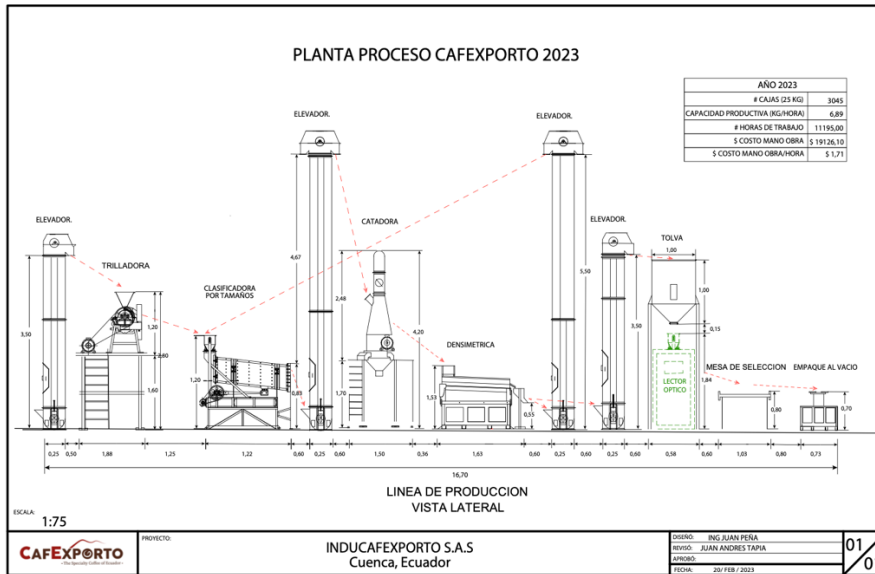 PLANTA PROCESO CAFEXPORTO 2023
AÑO 2023
# CAJAS (25 KG) 3045
CAPACIDAD PRODUCTIVA (KG/HORA) 6,89
# HORAS DE TRABAJO 11195,00
$ COSTO MANO OBRA $ 19126,10
$ COSTO MANO OBRA/HORA $ 1,71
ELEVADOR.
ELEVADOR.
ELEVADOR.
ELEVADOR.
TRILLADORA
CATADORA
TOLVA
1,00
CLASIFICADORA
POR TAMAÑOS
DENSIMETRICA
MESA DE SELECCION
EMPAQUE AL VACIO
LECTOR
OPTICO
3,50
1,20
2,80
1,60
1,20
0,85
4,67
2,48
1,70
4,20
1,53
0,55
5,50
3,50
1,00
0,15
1,84
0,80
0,70
0,25 0,50 1,88 1,25 1,22 0,60 0,25 0,60 1,50 0,36 1,63 0,60 0,25 0,60 0,25 0,60 0,58 0,60 1,03 0,80 0,73
16,70
LINEA DE PRODUCCION
VISTA LATERAL
ESCALA:
1:75
CAFEXPORTO
PROYECTO:
INDUCAFEXPORTO S.A.S
Cuenca, Ecuador
DISEÑO: ING JUAN PEÑA
REVISÓ: JUAN ANDRES TAPIA
APROBÓ:
FECHA: 20/ FEB / 2023
01
0